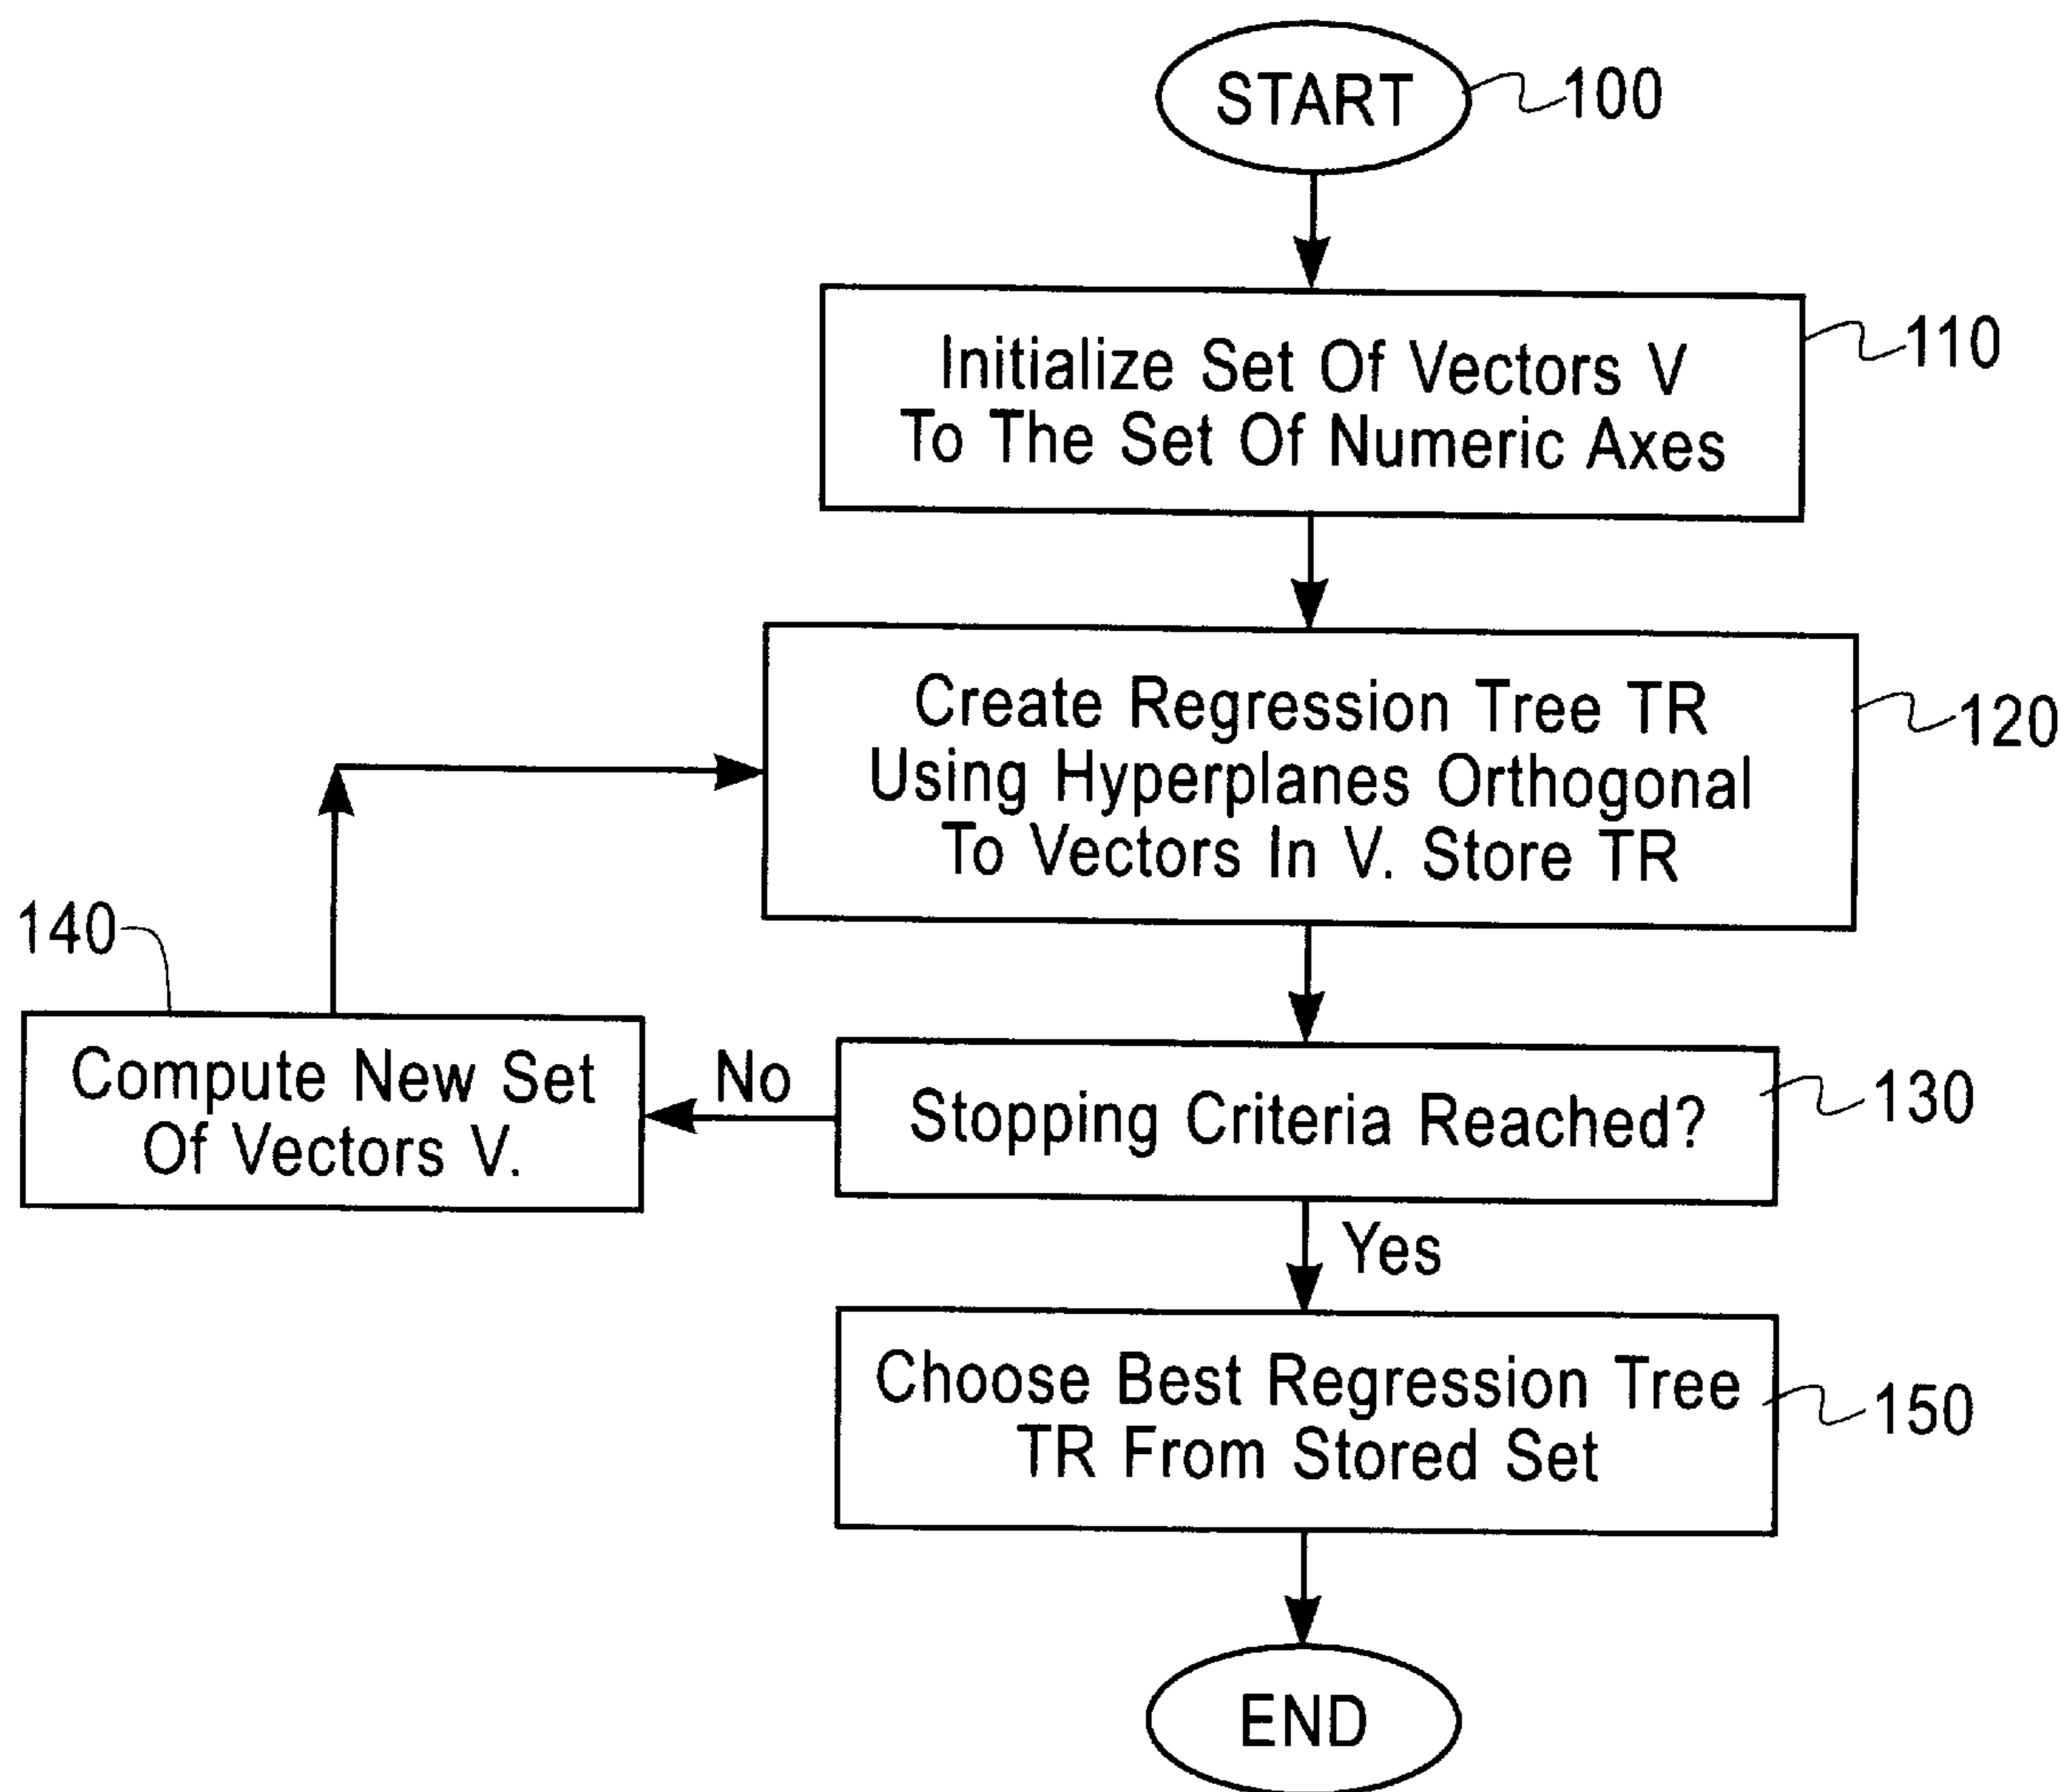 START
100
Initialize Set Of Vectors V
To The Set Of Numeric Axes
110
Create Regression Tree TR
Using Hyperplanes Orthogonal
To Vectors In V. Store TR
120
140
Compute New Set
Of Vectors V.
No
Stopping Criteria Reached?
130
Yes
Choose Best Regression Tree
TR From Stored Set
150
END